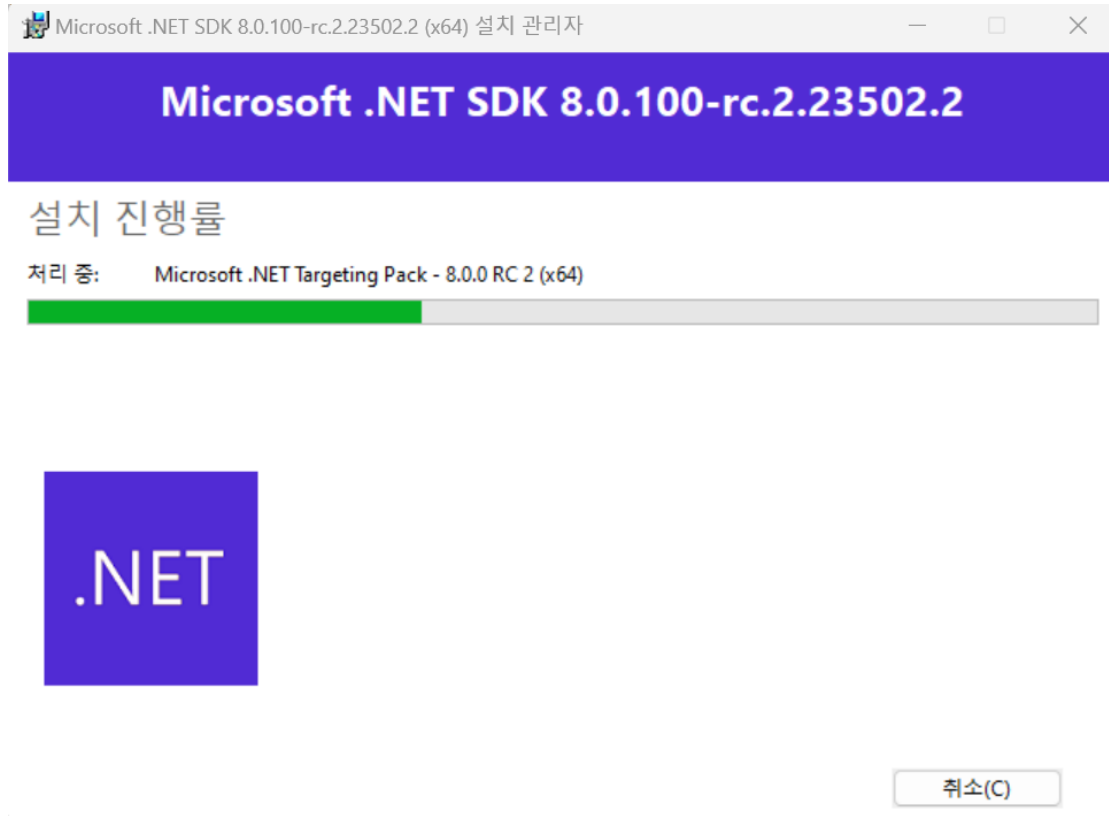 Microsoft .NET SDK 8.0.100-rc.2.23502.2 (x64) 설치 관리자
Microsoft .NET SDK 8.0.100-rc.2.23502.2
설치 진행률
처리 중: Microsoft .NET Targeting Pack - 8.0.0 RC 2 (x64)
.NET
취소(C)